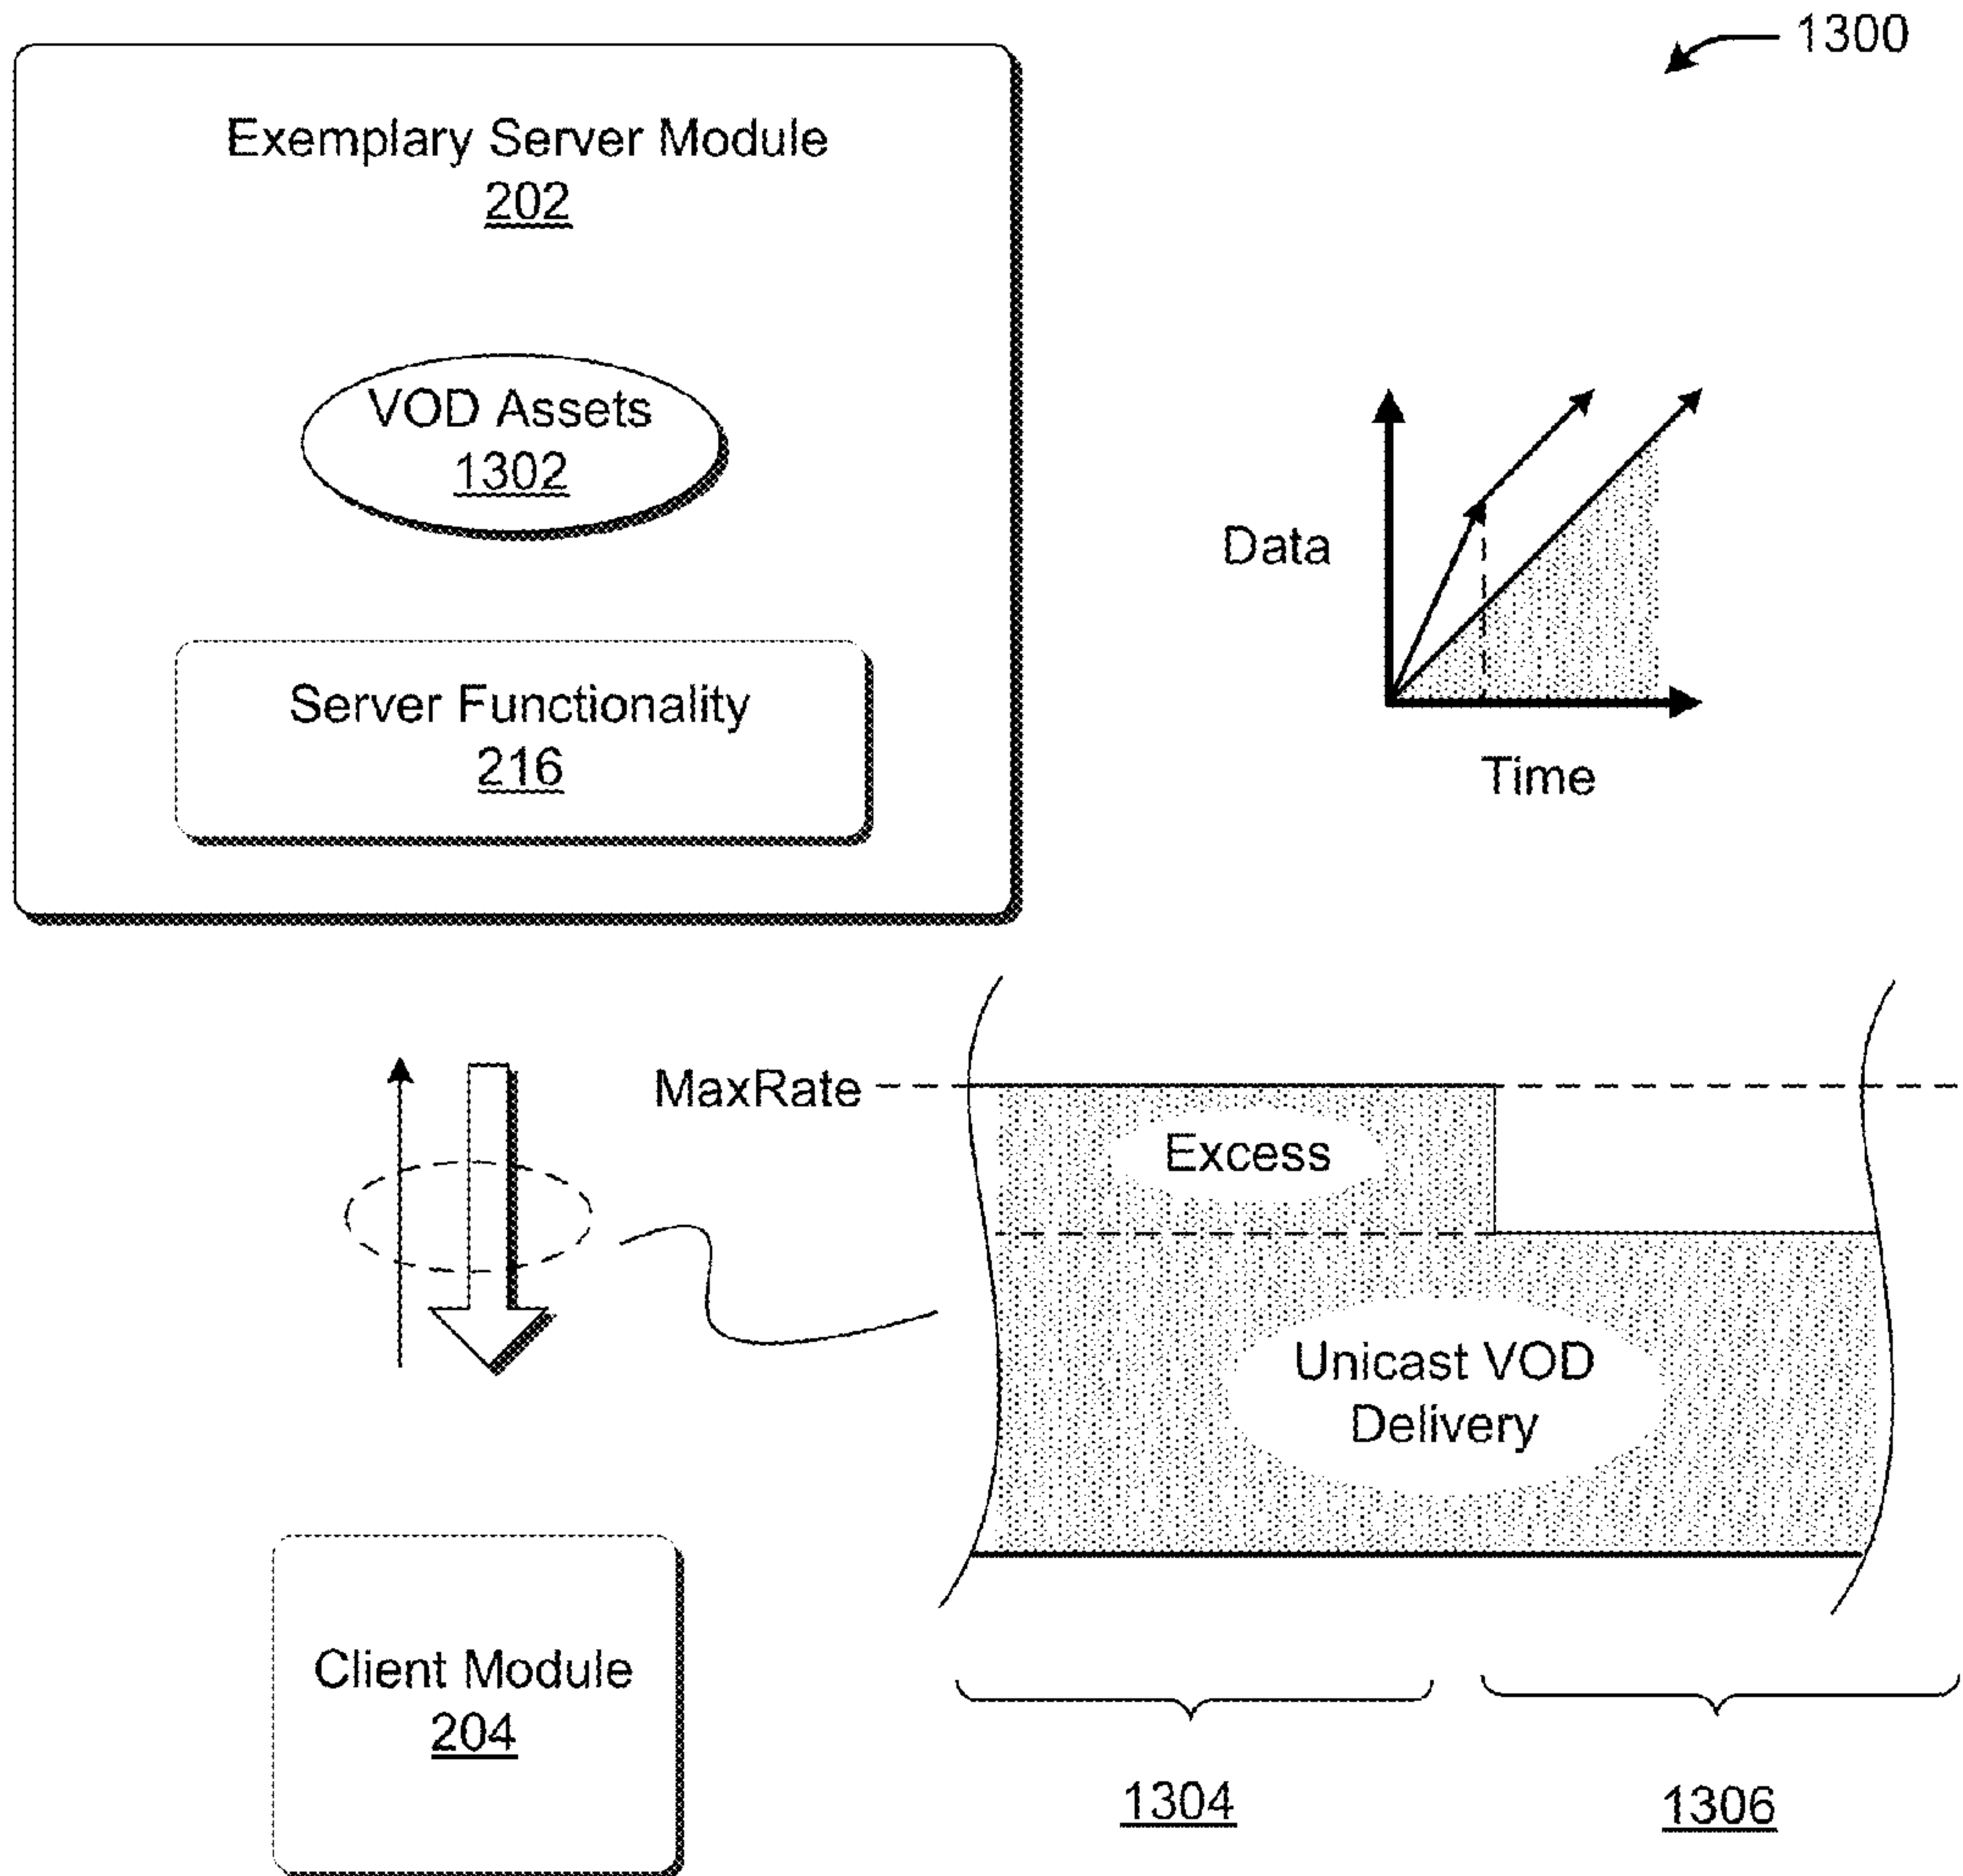 1300
Exemplary Server Module
202
VOD Assets
1302
Server Functionality
216
Data
Time
MaxRate
Excess
Unicast VOD
Delivery
Client Module
204
1304
1306